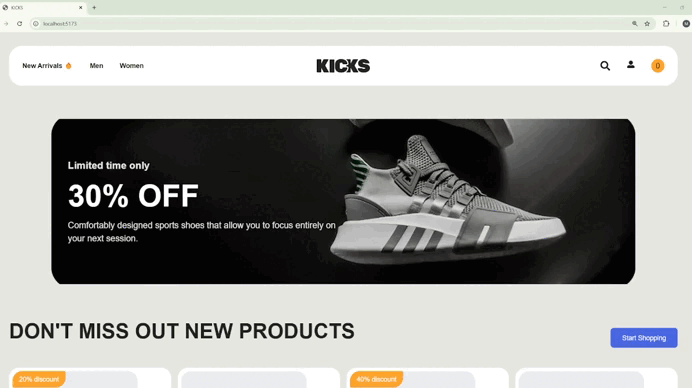 KICKS
localhost:5173
New Arrivals 🔥 Men Women KICKS 0
Limited time only
30% OFF
Comfortably designed sports shoes that allow you to focus entirely on
your next session.
DON'T MISS OUT NEW PRODUCTS
Start Shopping
20% discount
40% discount